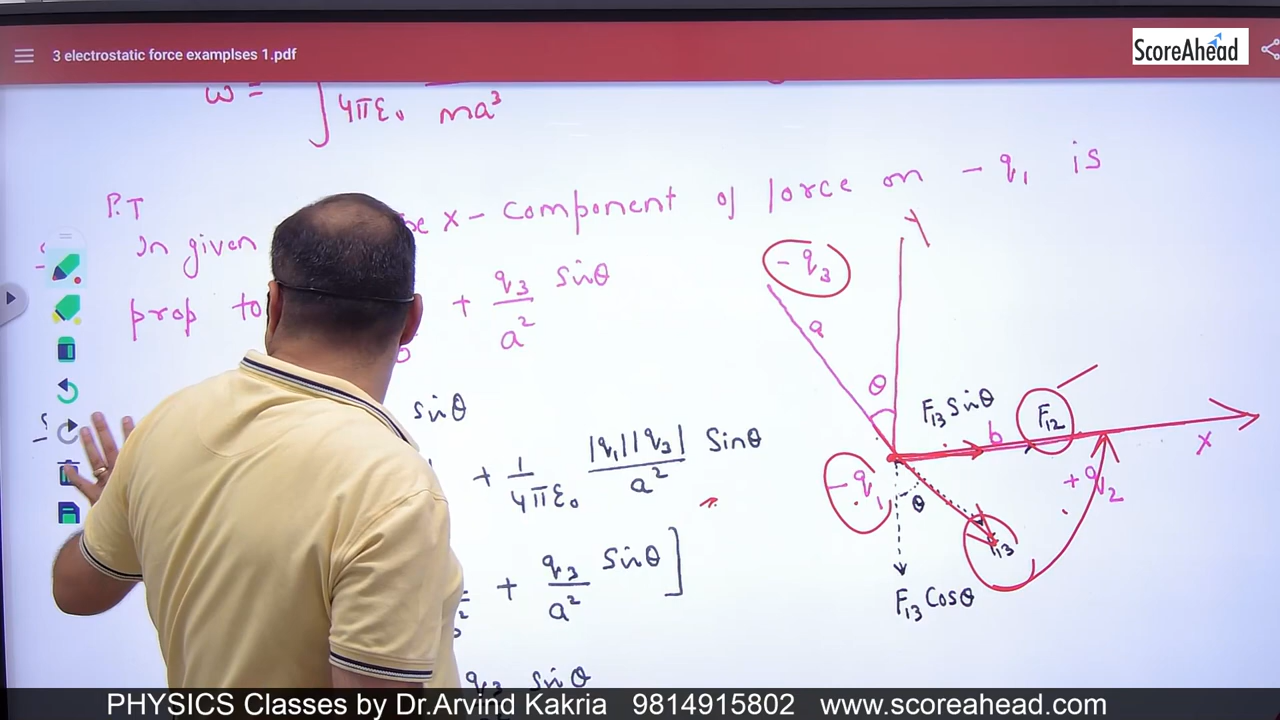 3 electrostatic force examplses 1.pdf
ScoreAhead
ω =
4πε₀ ma³
P.T
In given x - component of force on - q₁ is
prop to + q₃/a² sinθ
sinθ
+ 1/4πε₀ |q₁||q₃|/a² Sinθ
+ q₃/a² Sinθ ]
q₃ sinθ
- q₃
Y
a
θ
F₁₃ Sinθ
F₁₂
b
X
- q₁
+ q₂
θ
F₁₃ Cosθ
PHYSICS Classes by Dr.Arvind Kakria 9814915802 www.scoreahead.com